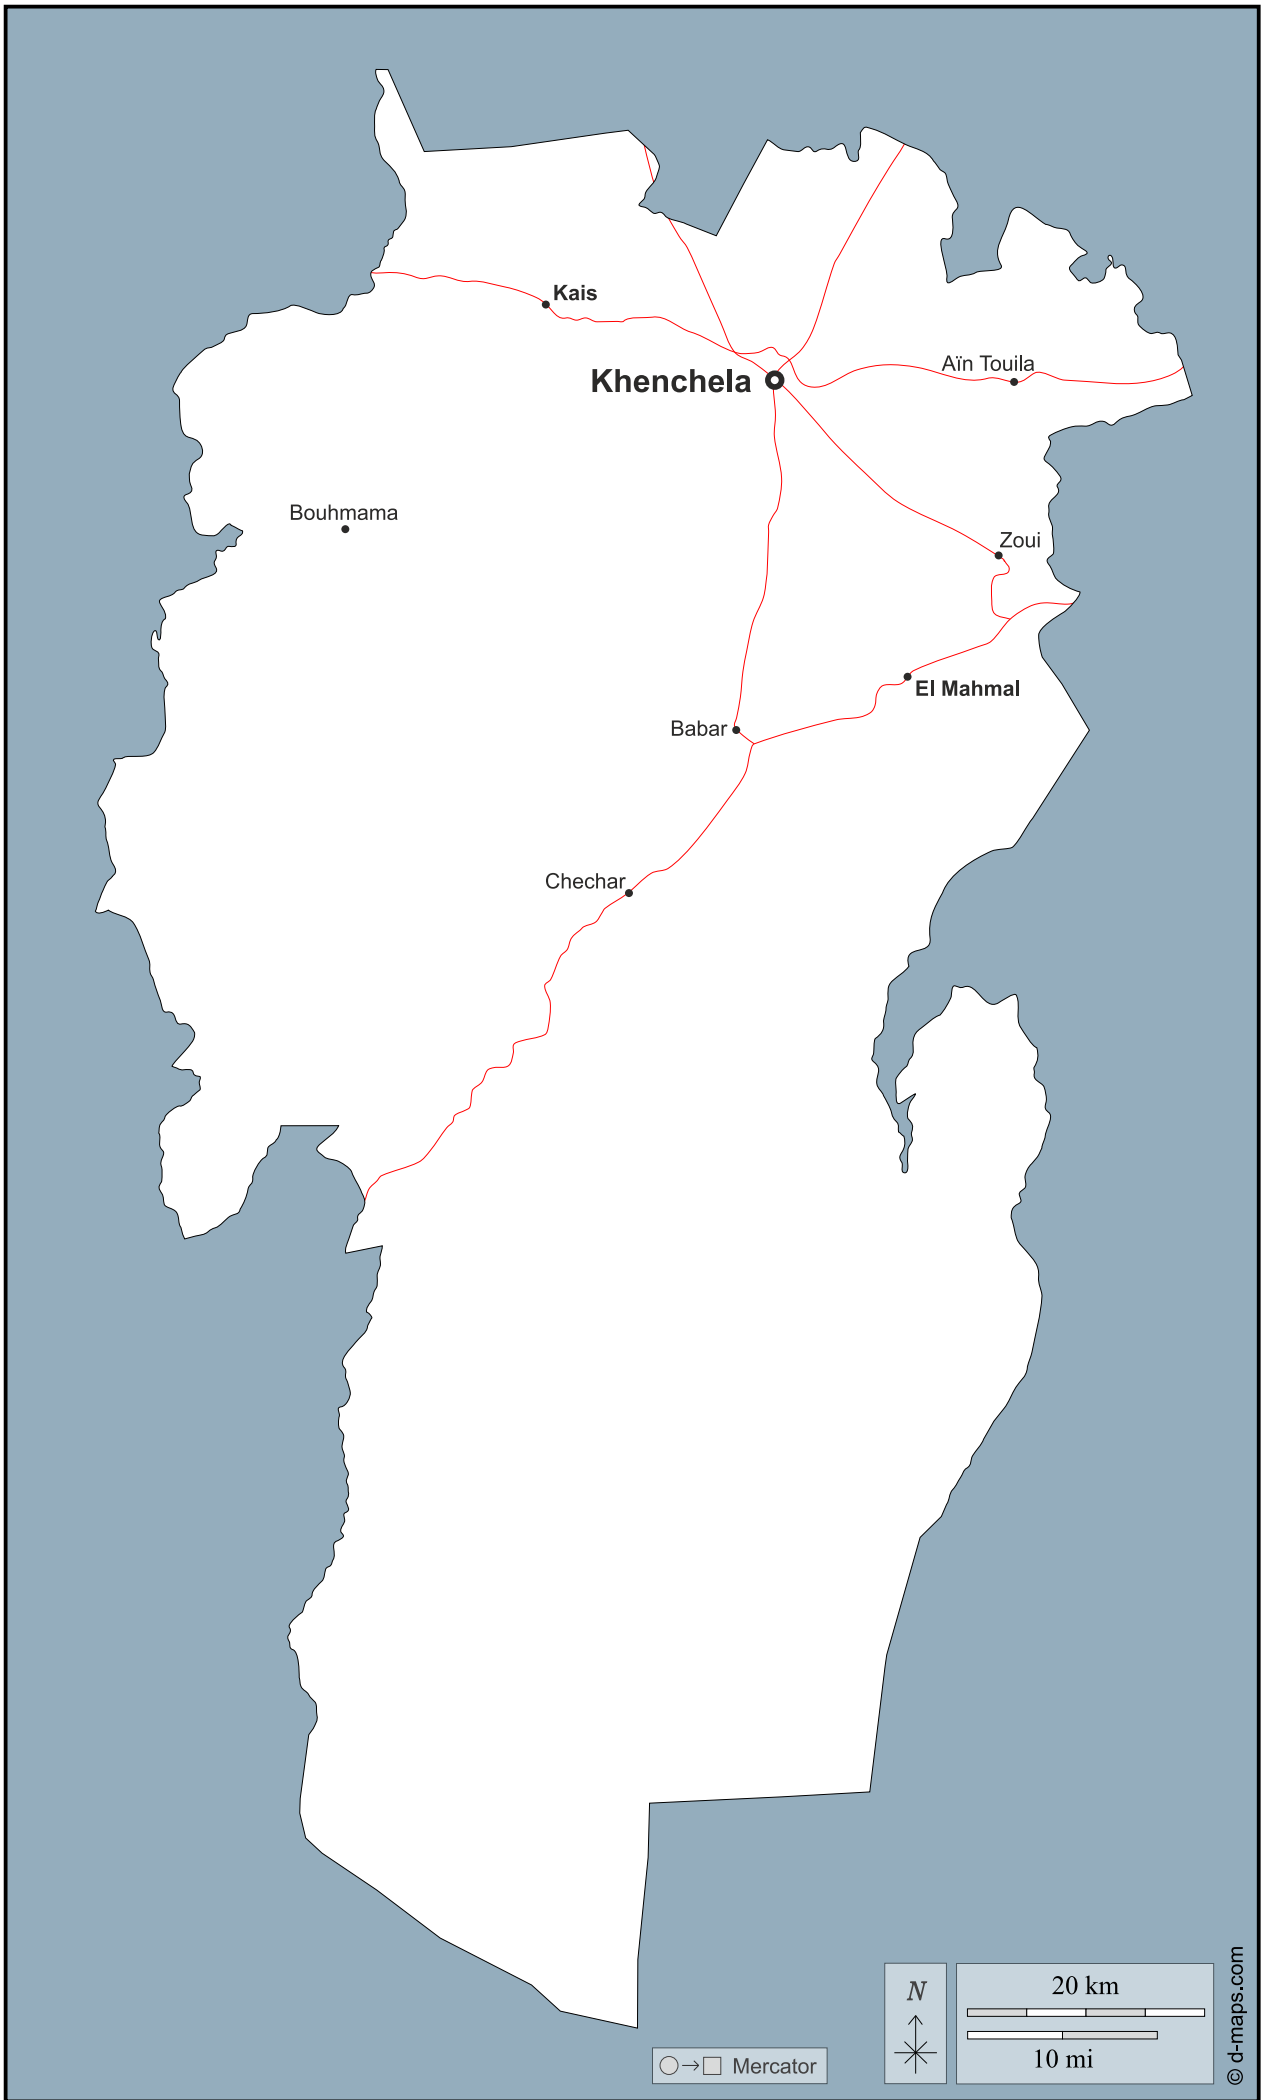 Kais
Khenchela
Aïn Touila
Bouhmama
Zoui
El Mahmal
Babar
Chechar
N
20 km
10 mi
Mercator
© d-maps.com